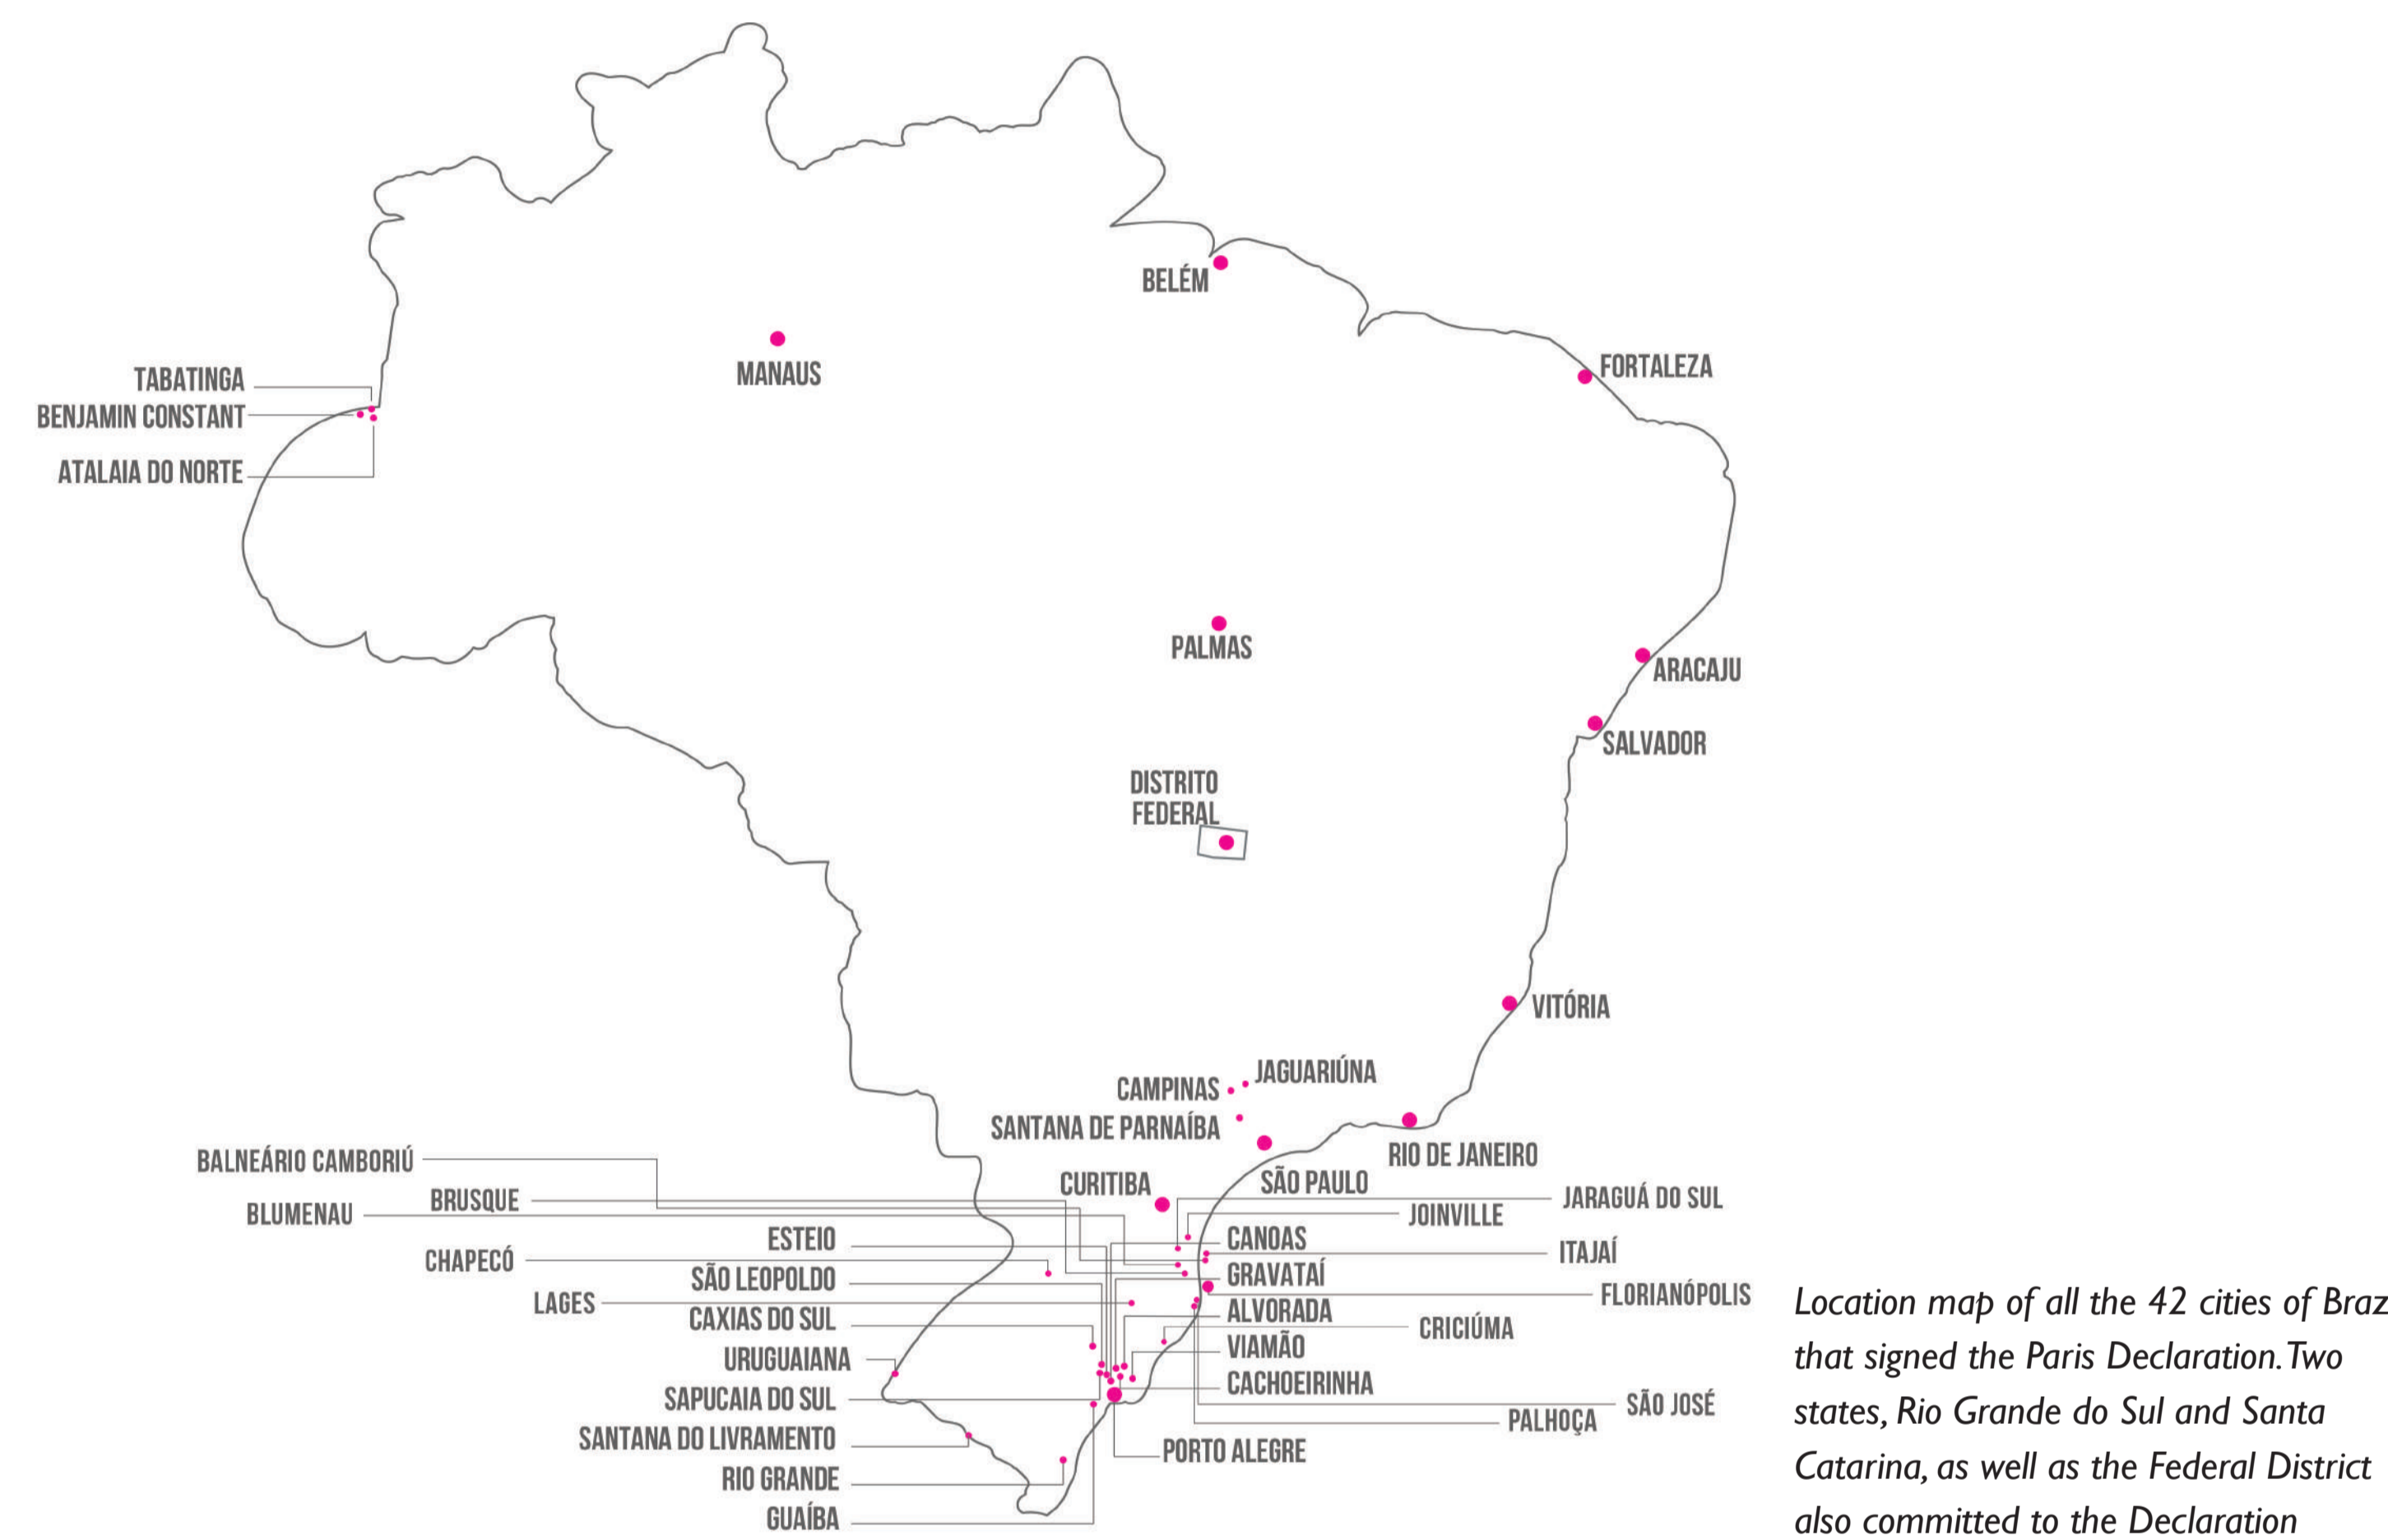 BELÉM
MANAUS
FORTALEZA
TABATINGA
BENJAMIN CONSTANT
ATALAIA DO NORTE
PALMAS
ARACAJU
SALVADOR
DISTRITO
FEDERAL
VITÓRIA
JAGUARIÚNA
CAMPINAS
SANTANA DE PARNAÍBA
RIO DE JANEIRO
SÃO PAULO
CURITIBA
BALNEÁRIO CAMBORIÚ
BRUSQUE
BLUMENAU
CHAPECÓ
LAGES
ESTEIO
SÃO LEOPOLDO
CAXIAS DO SUL
URUGUAIANA
SAPUCAIA DO SUL
SANTANA DO LIVRAMENTO
RIO GRANDE
GUAÍBA
CANOAS
GRAVATAÍ
ALVORADA
VIAMÃO
CACHOEIRINHA
PORTO ALEGRE
JARAGUÁ DO SUL
JOINVILLE
ITAJAÍ
FLORIANÓPOLIS
CRICIÚMA
SÃO JOSÉ
PALHOÇA
Location map of all the 42 cities of Braz
that signed the Paris Declaration. Two
states, Rio Grande do Sul and Santa
Catarina, as well as the Federal District
also committed to the Declaration